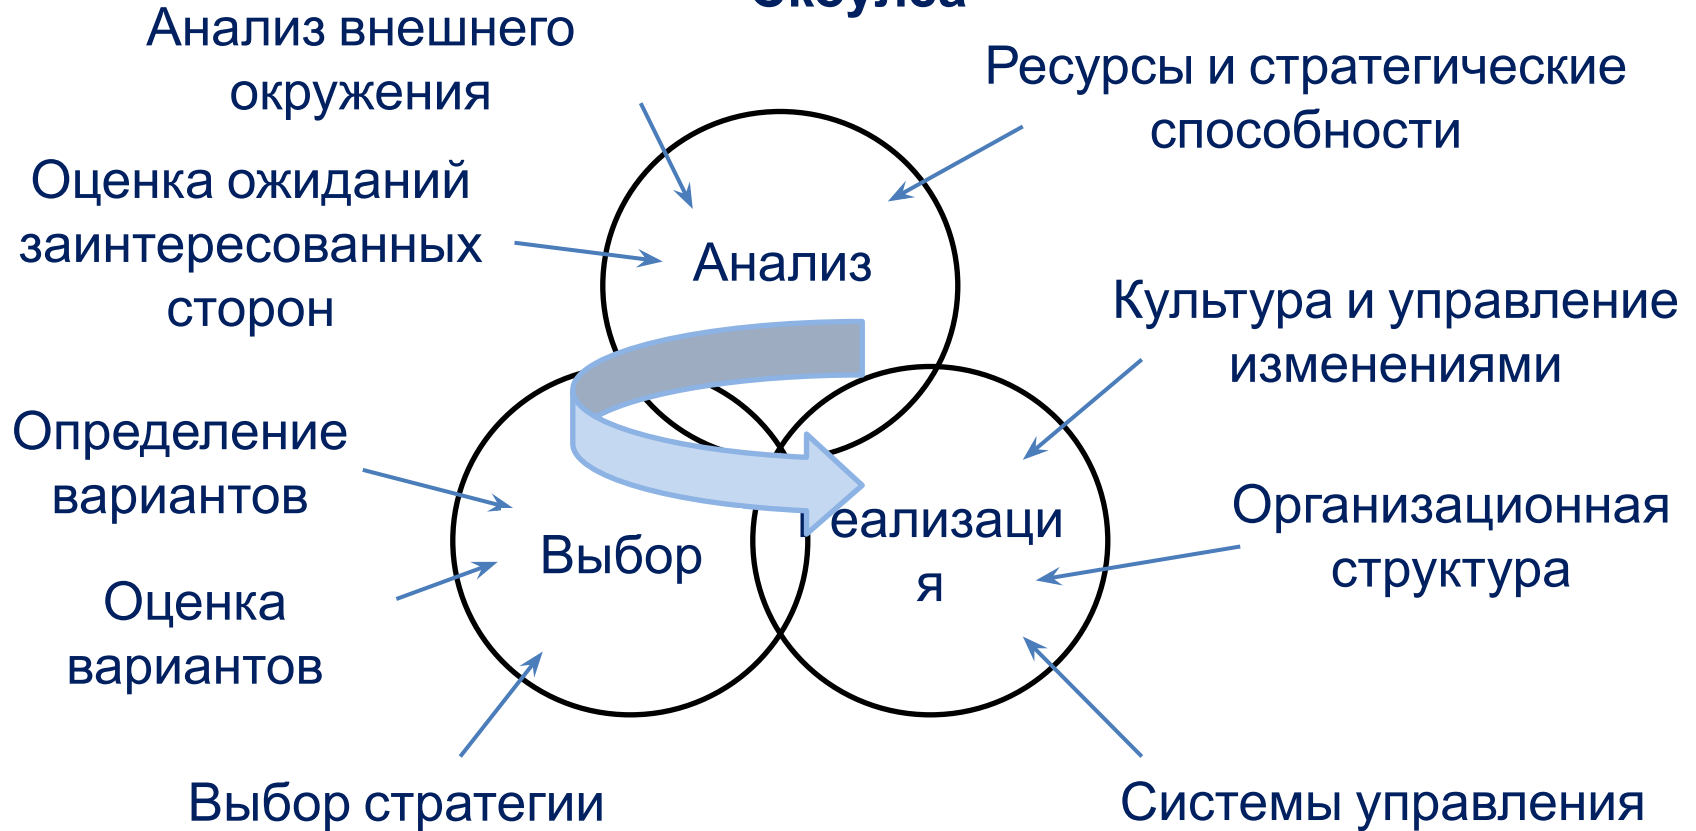 Анализ внешнего
окружения
Ресурсы и стратегические
способности
Оценка ожиданий
заинтересованных
сторон
Анализ
Культура и управление
изменениями
Определение
вариантов
Выбор
еализаци
я
Организационная
структура
Оценка
вариантов
Выбор стратегии
Системы управления